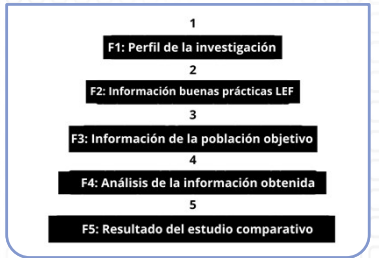 1
F1: Perfil de la investigación
2
F2: Información buenas prácticas LEF
3
F3: Información de la población objetivo
4
F4: Análisis de la información obtenida
5
F5: Resultado del estudio comparativo